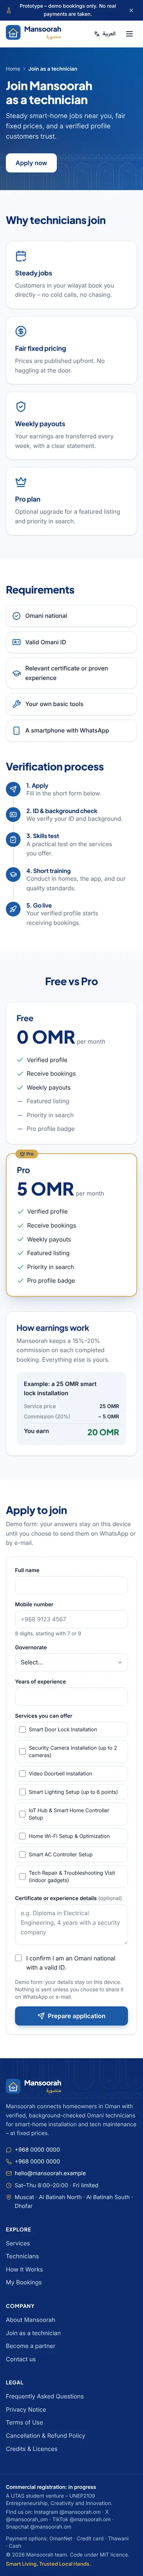 Prototype – demo bookings only. No real
payments are taken.
Mansoorah
منصورة
العربية
Home > Join as a technician
Join Mansoorah
as a technician
Steady smart-home jobs near you, fair
fixed prices, and a verified profile
customers trust.
Apply now
Why technicians join
Steady jobs
Customers in your wilayat book you
directly – no cold calls, no chasing.
Fair fixed pricing
Prices are published upfront. No
haggling at the door.
Weekly payouts
Your earnings are transferred every
week, with a clear statement.
Pro plan
Optional upgrade for a featured listing
and priority in search.
Requirements
Omani national
Valid Omani ID
Relevant certificate or proven
experience
Your own basic tools
A smartphone with WhatsApp
Verification process
1. Apply
Fill in the short form below.
2. ID & background check
We verify your ID and background.
3. Skills test
A practical test on the services
you offer.
4. Short training
Conduct in homes, the app, and our
quality standards.
5. Go live
Your verified profile starts
receiving bookings.
Free vs Pro
Free
0 OMR per month
Verified profile
Receive bookings
Weekly payouts
Featured listing
Priority in search
Pro profile badge
Pro
Pro
5 OMR per month
Verified profile
Receive bookings
Weekly payouts
Featured listing
Priority in search
Pro profile badge
How earnings work
Mansoorah keeps a 15%–20%
commission on each completed
booking. Everything else is yours.
Example: a 25 OMR smart
lock installation
Service price 25 OMR
Commission (20%) – 5 OMR
You earn 20 OMR
Apply to join
Demo form: your answers stay on this device
until you choose to send them on WhatsApp or
by e-mail.
Full name
Mobile number
+968 9123 4567
8 digits, starting with 7 or 9
Governorate
Select...
Years of experience
Services you can offer
Smart Door Lock Installation
Security Camera Installation (up to 2
cameras)
Video Doorbell Installation
Smart Lighting Setup (up to 6 points)
IoT Hub & Smart Home Controller
Setup
Home Wi-Fi Setup & Optimization
Smart AC Controller Setup
Tech Repair & Troubleshooting Visit
(indoor gadgets)
Certificate or experience details (optional)
e.g. Diploma in Electrical
Engineering, 4 years with a security
company
I confirm I am an Omani national
with a valid ID.
Demo form: your details stay on this device.
Nothing is sent unless you choose to share it
on WhatsApp or e-mail.
Prepare application
Mansoorah
منصورة
Mansoorah connects homeowners in Oman with
verified, background-checked Omani technicians
for smart-home installation and tech maintenance
– at fixed prices.
+968 0000 0000
+968 0000 0000
hello@mansoorah.example
Sat–Thu 8:00–20:00 · Fri limited
Muscat · Al Batinah North · Al Batinah South ·
Dhofar
EXPLORE
Services
Technicians
How It Works
My Bookings
COMPANY
About Mansoorah
Join as a technician
Become a partner
Contact us
LEGAL
Frequently Asked Questions
Privacy Notice
Terms of Use
Cancellation & Refund Policy
Credits & Licences
Commercial registration: in progress
A UTAS student venture – UNEP2109
Entrepreneurship, Creativity and Innovation.
Find us on: Instagram @mansoorah.om · X
@mansoorah_om · TikTok @mansoorah.om ·
Snapchat @mansoorah.om
Payment options: OmanNet · Credit card · Thawani
· Cash
© 2026 Mansoorah team. Code under MIT licence.
Smart Living, Trusted Local Hands.